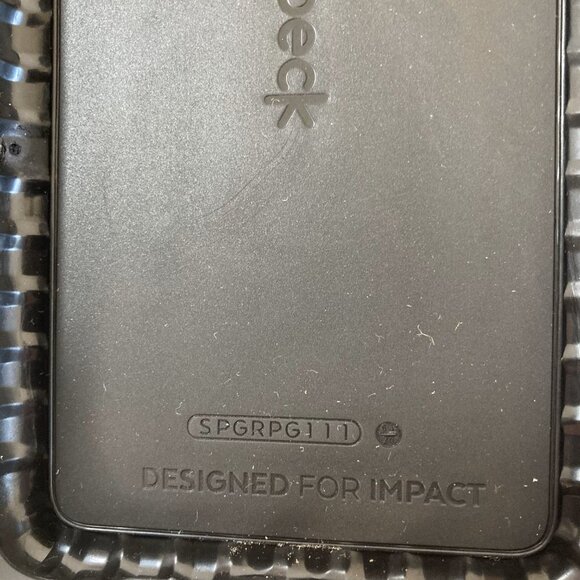 peck
SPGRPG111
DESIGNED FOR IMPACT